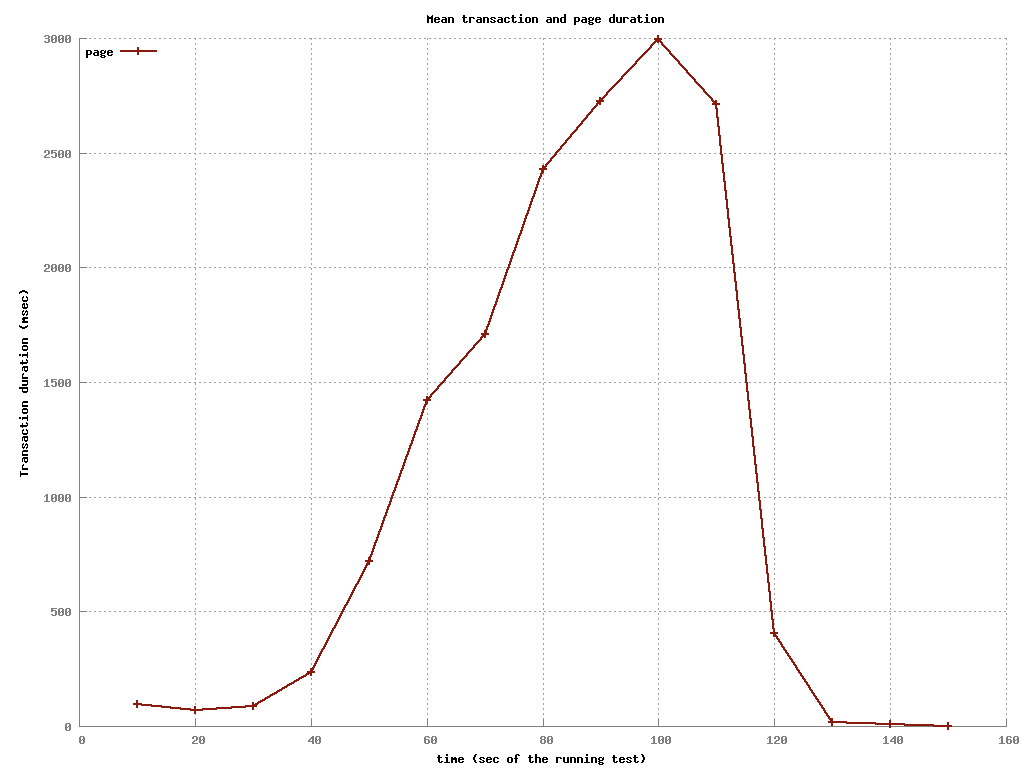 Mean transaction and page duration
page
3000
2500
2000
1500
1000
500
0
Transaction duration (msec)
0 20 40 60 80 100 120 140 160
time (sec of the running test)